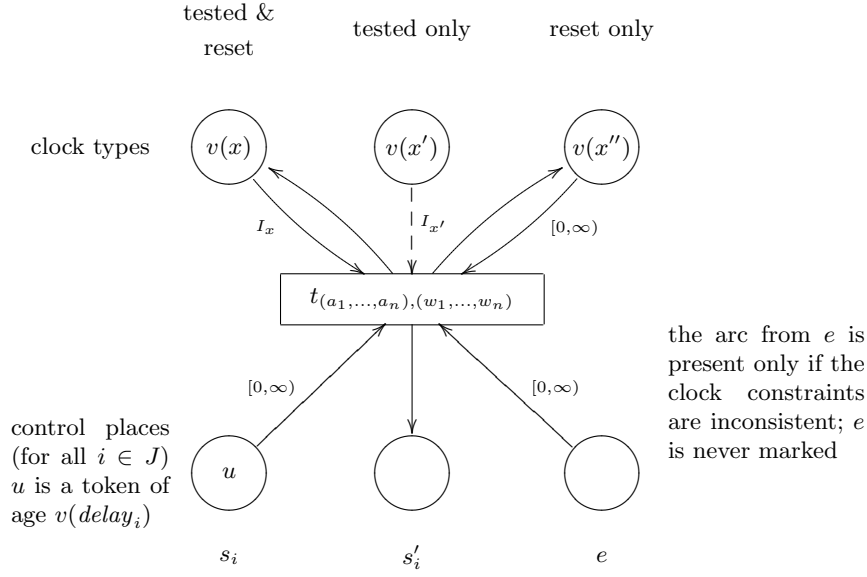 tested &
reset
tested only
reset only
clock types
v(x)
v(x′)
v(x″)
I_x
I_{x′}
[0,∞)
t_{(a_1,...,a_n),(w_1,...,w_n)}
[0,∞)
[0,∞)
the arc from e is
present only if the
clock constraints
are inconsistent; e
is never marked
control places
(for all i ∈ J)
u is a token of
age v(delay_i)
u
s_i
s′_i
e